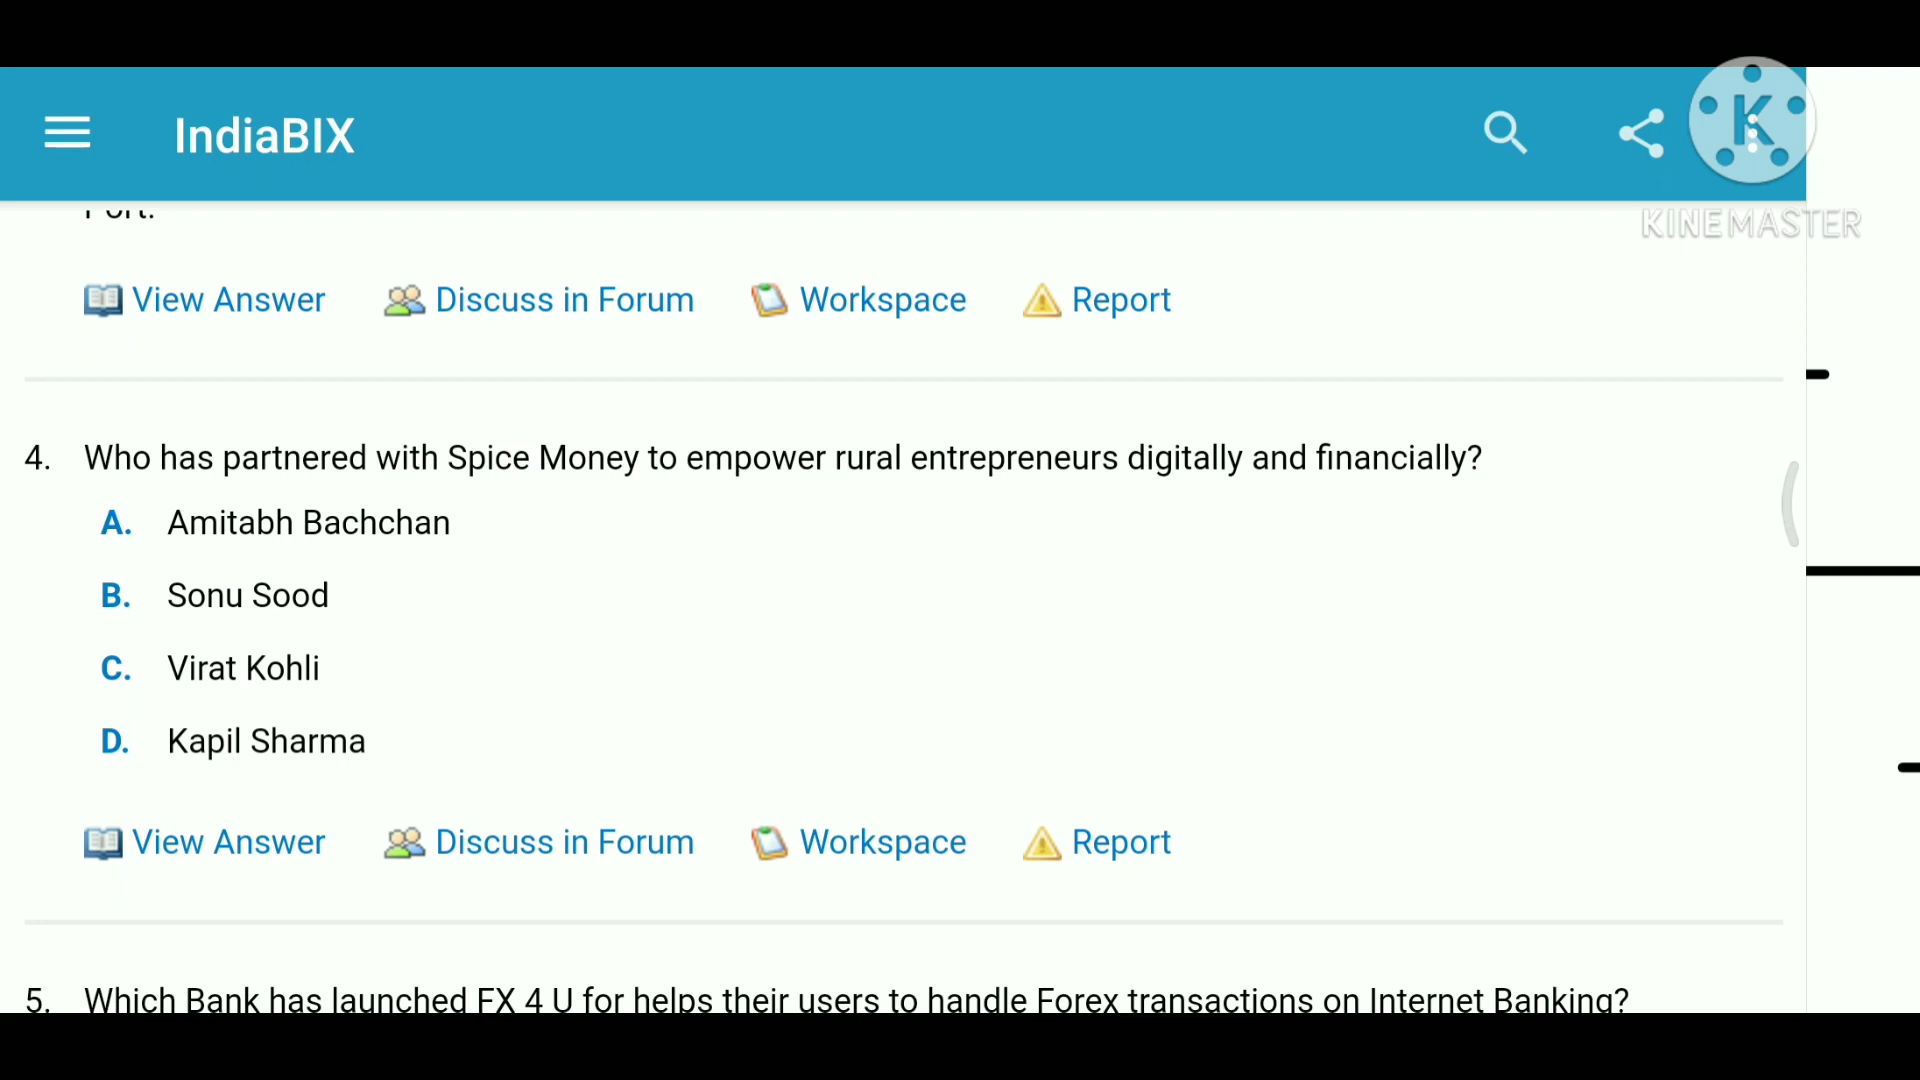 IndiaBIX
KINEMASTER
Port.
View Answer Discuss in Forum Workspace Report
4. Who has partnered with Spice Money to empower rural entrepreneurs digitally and financially?
A. Amitabh Bachchan
B. Sonu Sood
C. Virat Kohli
D. Kapil Sharma
View Answer Discuss in Forum Workspace Report
5. Which Bank has launched FX 4 U for helps their users to handle Forex transactions on Internet Banking?